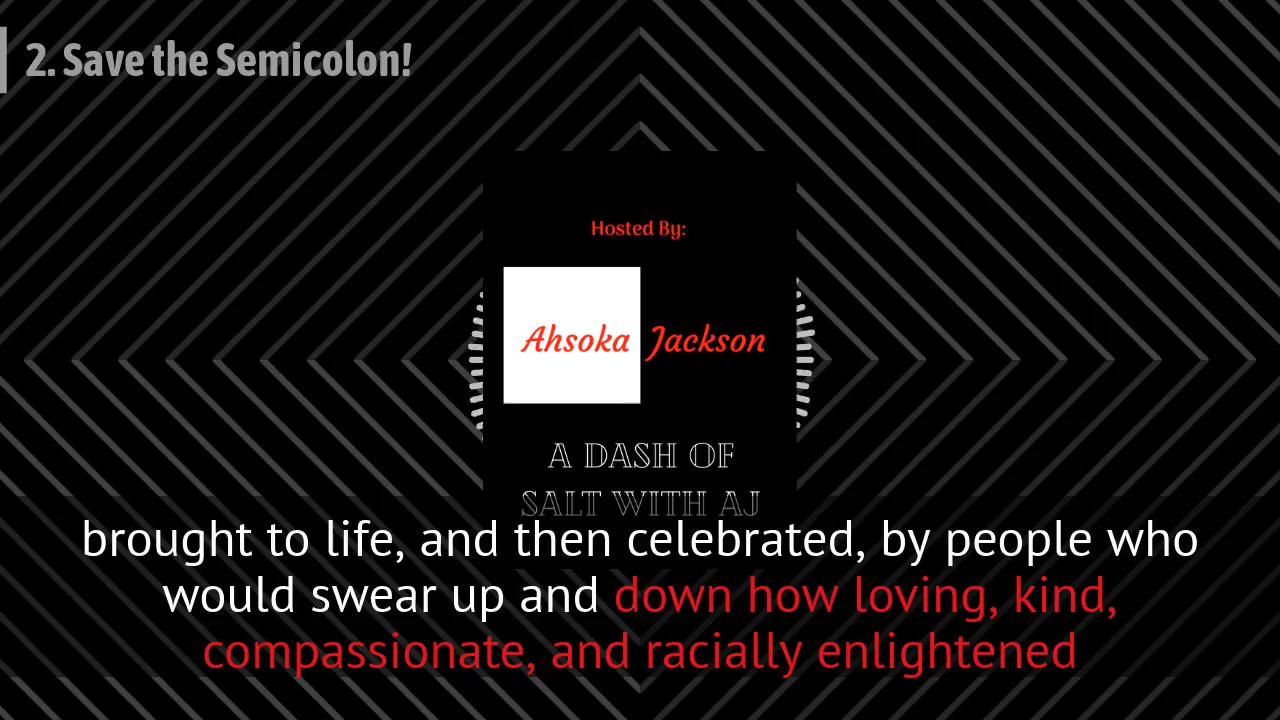 2. Save the Semicolon!
Hosted By:
Ahsoka Jackson
A DASH OF
SALT WITH AJ
brought to life, and then celebrated, by people who
would swear up and down how loving, kind,
compassionate, and racially enlightened